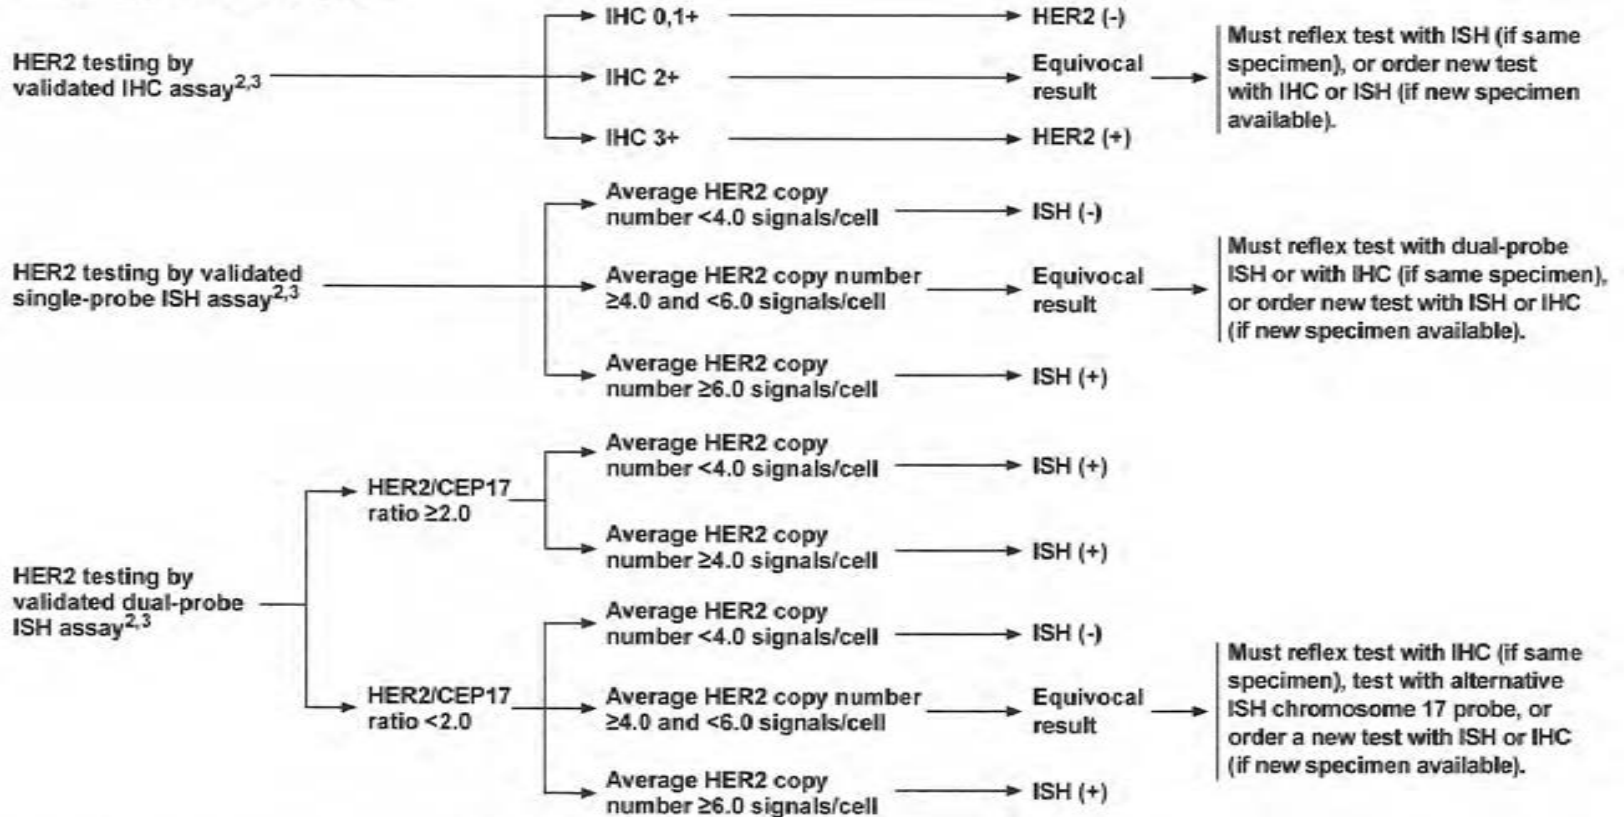 IHC 0,1+
HER2 (-)
HER2 testing by
validated IHC assay2,3
IHC 2+
Equivocal
result
Must reflex test with ISH (if same
specimen), or order new test
with IHC or ISH (if new specimen
available).
IHC 3+
HER2 (+)
Average HER2 copy
number <4.0 signals/cell
ISH (-)
HER2 testing by validated
single-probe ISH assay2,3
Average HER2 copy number
≥4.0 and <6.0 signals/cell
Equivocal
result
Must reflex test with dual-probe
ISH or with IHC (if same specimen),
or order new test with ISH or IHC
(if new specimen available).
Average HER2 copy
number ≥6.0 signals/cell
ISH (+)
HER2 testing by
validated dual-probe
ISH assay2,3
HER2/CEP17
ratio ≥2.0
Average HER2 copy
number <4.0 signals/cell
ISH (+)
Average HER2 copy
number ≥4.0 signals/cell
ISH (+)
HER2/CEP17
ratio <2.0
Average HER2 copy
number <4.0 signals/cell
ISH (-)
Average HER2 copy number
≥4.0 and <6.0 signals/cell
Equivocal
result
Must reflex test with IHC (if same
specimen), test with alternative
ISH chromosome 17 probe, or
order a new test with ISH or IHC
(if new specimen available).
Average HER2 copy
number ≥6.0 signals/cell
ISH (+)